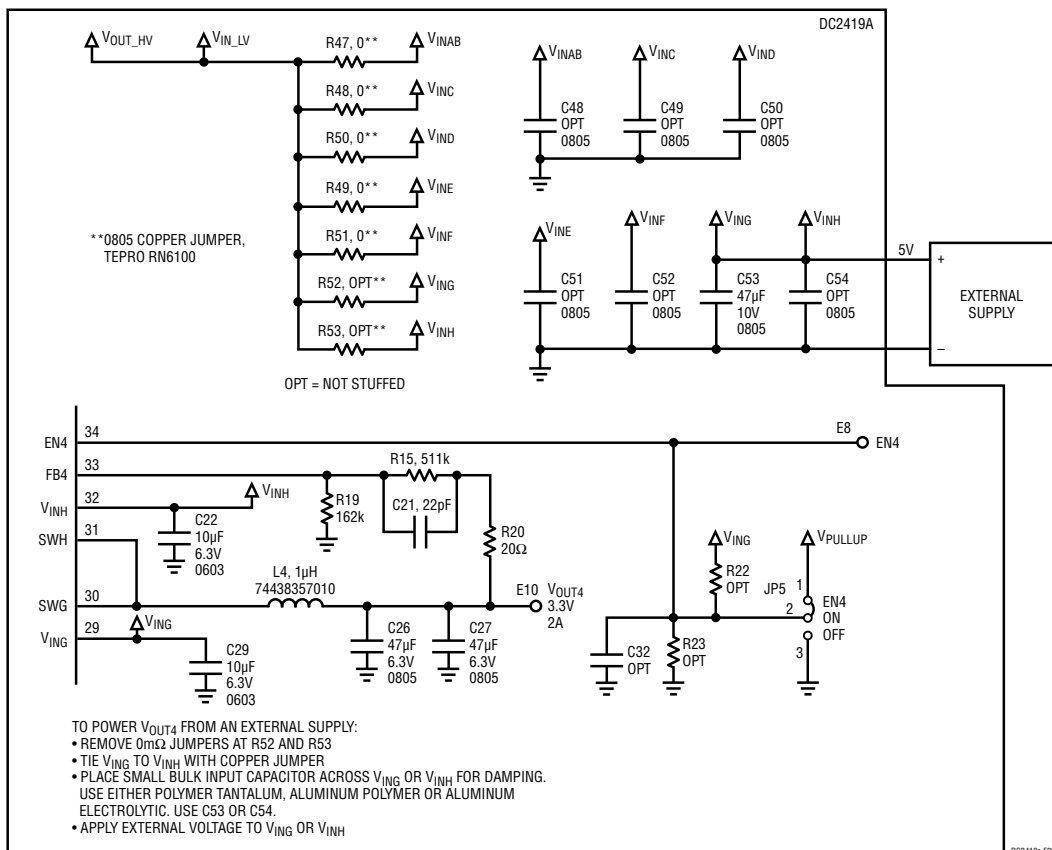 DC2419A
VOUT_HV
VIN_LV
R47, 0**
VINAB
R48, 0**
VINC
R50, 0**
VIND
R49, 0**
VINE
R51, 0**
VINF
R52, OPT**
VING
R53, OPT**
VINH
**0805 COPPER JUMPER,
TEPRO RN6100
OPT = NOT STUFFED
VINAB
VINC
VIND
C48
OPT
0805
C49
OPT
0805
C50
OPT
0805
VINE
VINF
VING
VINH
C51
OPT
0805
C52
OPT
0805
C53
47µF
10V
0805
C54
OPT
0805
5V
+
EXTERNAL
SUPPLY
–
EN4
34
E8
EN4
FB4
33
R15, 511k
C21, 22pF
R19
162k
R20
20Ω
VINH
32
VINH
C22
10µF
6.3V
0603
SWH
31
L4, 1µH
74438357010
SWG
30
E10
VOUT4
3.3V
2A
VING
29
VING
C29
10µF
6.3V
0603
C26
47µF
6.3V
0805
C27
47µF
6.3V
0805
VING
VPULLUP
R22
OPT
JP5
1
2
3
EN4
ON
OFF
C32
OPT
R23
OPT
TO POWER VOUT4 FROM AN EXTERNAL SUPPLY:
• REMOVE 0mΩ JUMPERS AT R52 AND R53
• TIE VING TO VINH WITH COPPER JUMPER
• PLACE SMALL BULK INPUT CAPACITOR ACROSS VING OR VINH FOR DAMPING.
USE EITHER POLYMER TANTALUM, ALUMINUM POLYMER OR ALUMINUM
ELECTROLYTIC. USE C53 OR C54.
• APPLY EXTERNAL VOLTAGE TO VING OR VINH